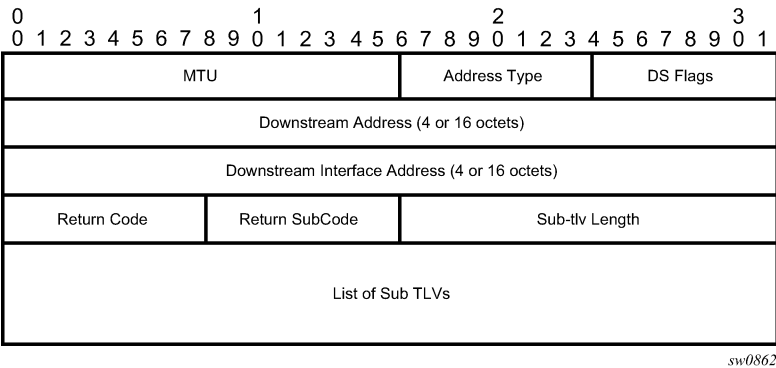 0 1 2 3
0 1 2 3 4 5 6 7 8 9 0 1 2 3 4 5 6 7 8 9 0 1 2 3 4 5 6 7 8 9 0 1
MTU Address Type DS Flags
Downstream Address (4 or 16 octets)
Downstream Interface Address (4 or 16 octets)
Return Code Return SubCode Sub-tlv Length
List of Sub TLVs
sw0862